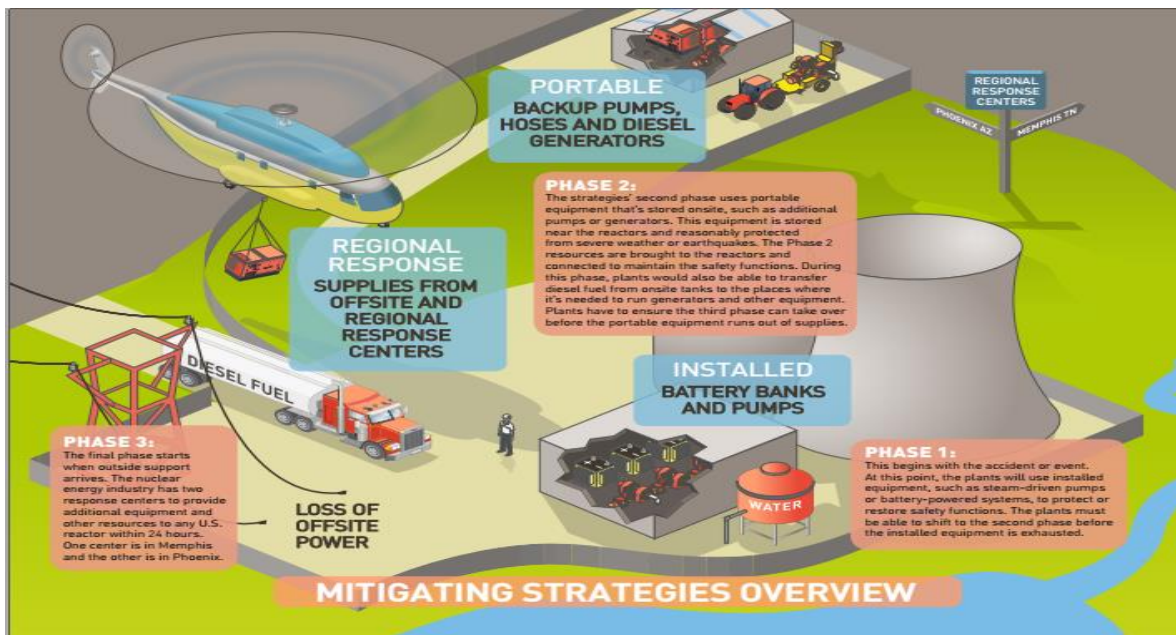 PORTABLE
BACKUP PUMPS,
HOSES AND DIESEL
GENERATORS
REGIONAL
RESPONSE
CENTERS
PHOENIX AZ
MEMPHIS TN
PHASE 2:
The strategies' second phase uses portable
equipment that's stored onsite, such as additional
pumps or generators. This equipment is stored
near the reactors and reasonably protected
from severe weather or earthquakes. The Phase 2
resources are brought to the reactors and
connected to maintain the safety functions. During
this phase, plants would also be able to transfer
diesel fuel from onsite tanks to the places where
it's needed to run generators and other equipment.
Plants have to ensure the third phase can take over
before the portable equipment runs out of supplies.
REGIONAL
RESPONSE
SUPPLIES FROM
OFFSITE AND
REGIONAL
RESPONSE
CENTERS
DIESEL FUEL
INSTALLED
BATTERY BANKS
AND PUMPS
PHASE 3:
The final phase starts
when outside support
arrives. The nuclear
energy industry has two
response centers to provide
additional equipment and
other resources to any U.S.
reactor within 24 hours.
One center is in Memphis
and the other is in Phoenix.
LOSS OF
OFFSITE
POWER
WATER
PHASE 1:
This begins with the accident or event.
At this point, the plants will use installed
equipment, such as steam-driven pumps
or battery-powered systems, to protect or
restore safety functions. The plants must
be able to shift to the second phase before
the installed equipment is exhausted.
MITIGATING STRATEGIES OVERVIEW